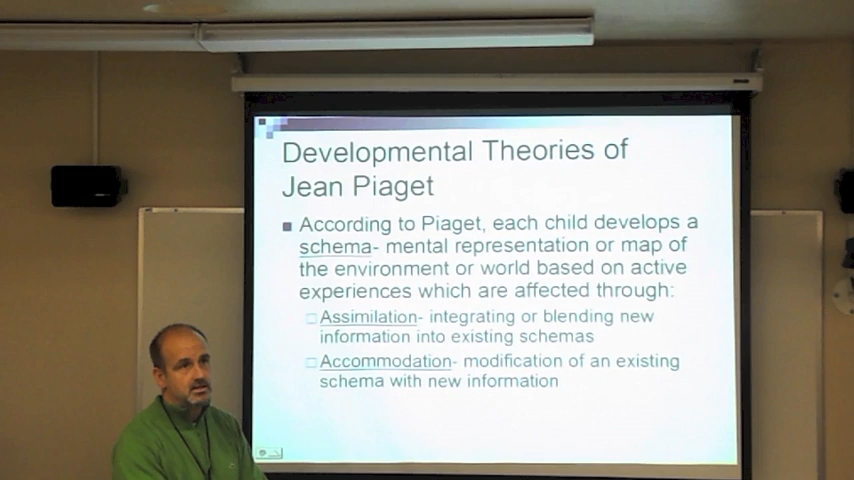 Developmental Theories of
Jean Piaget
According to Piaget, each child develops a
schema- mental representation or map of
the environment or world based on active
experiences which are affected through:
Assimilation- integrating or blending new
information into existing schemas
Accommodation- modification of an existing
schema with new information